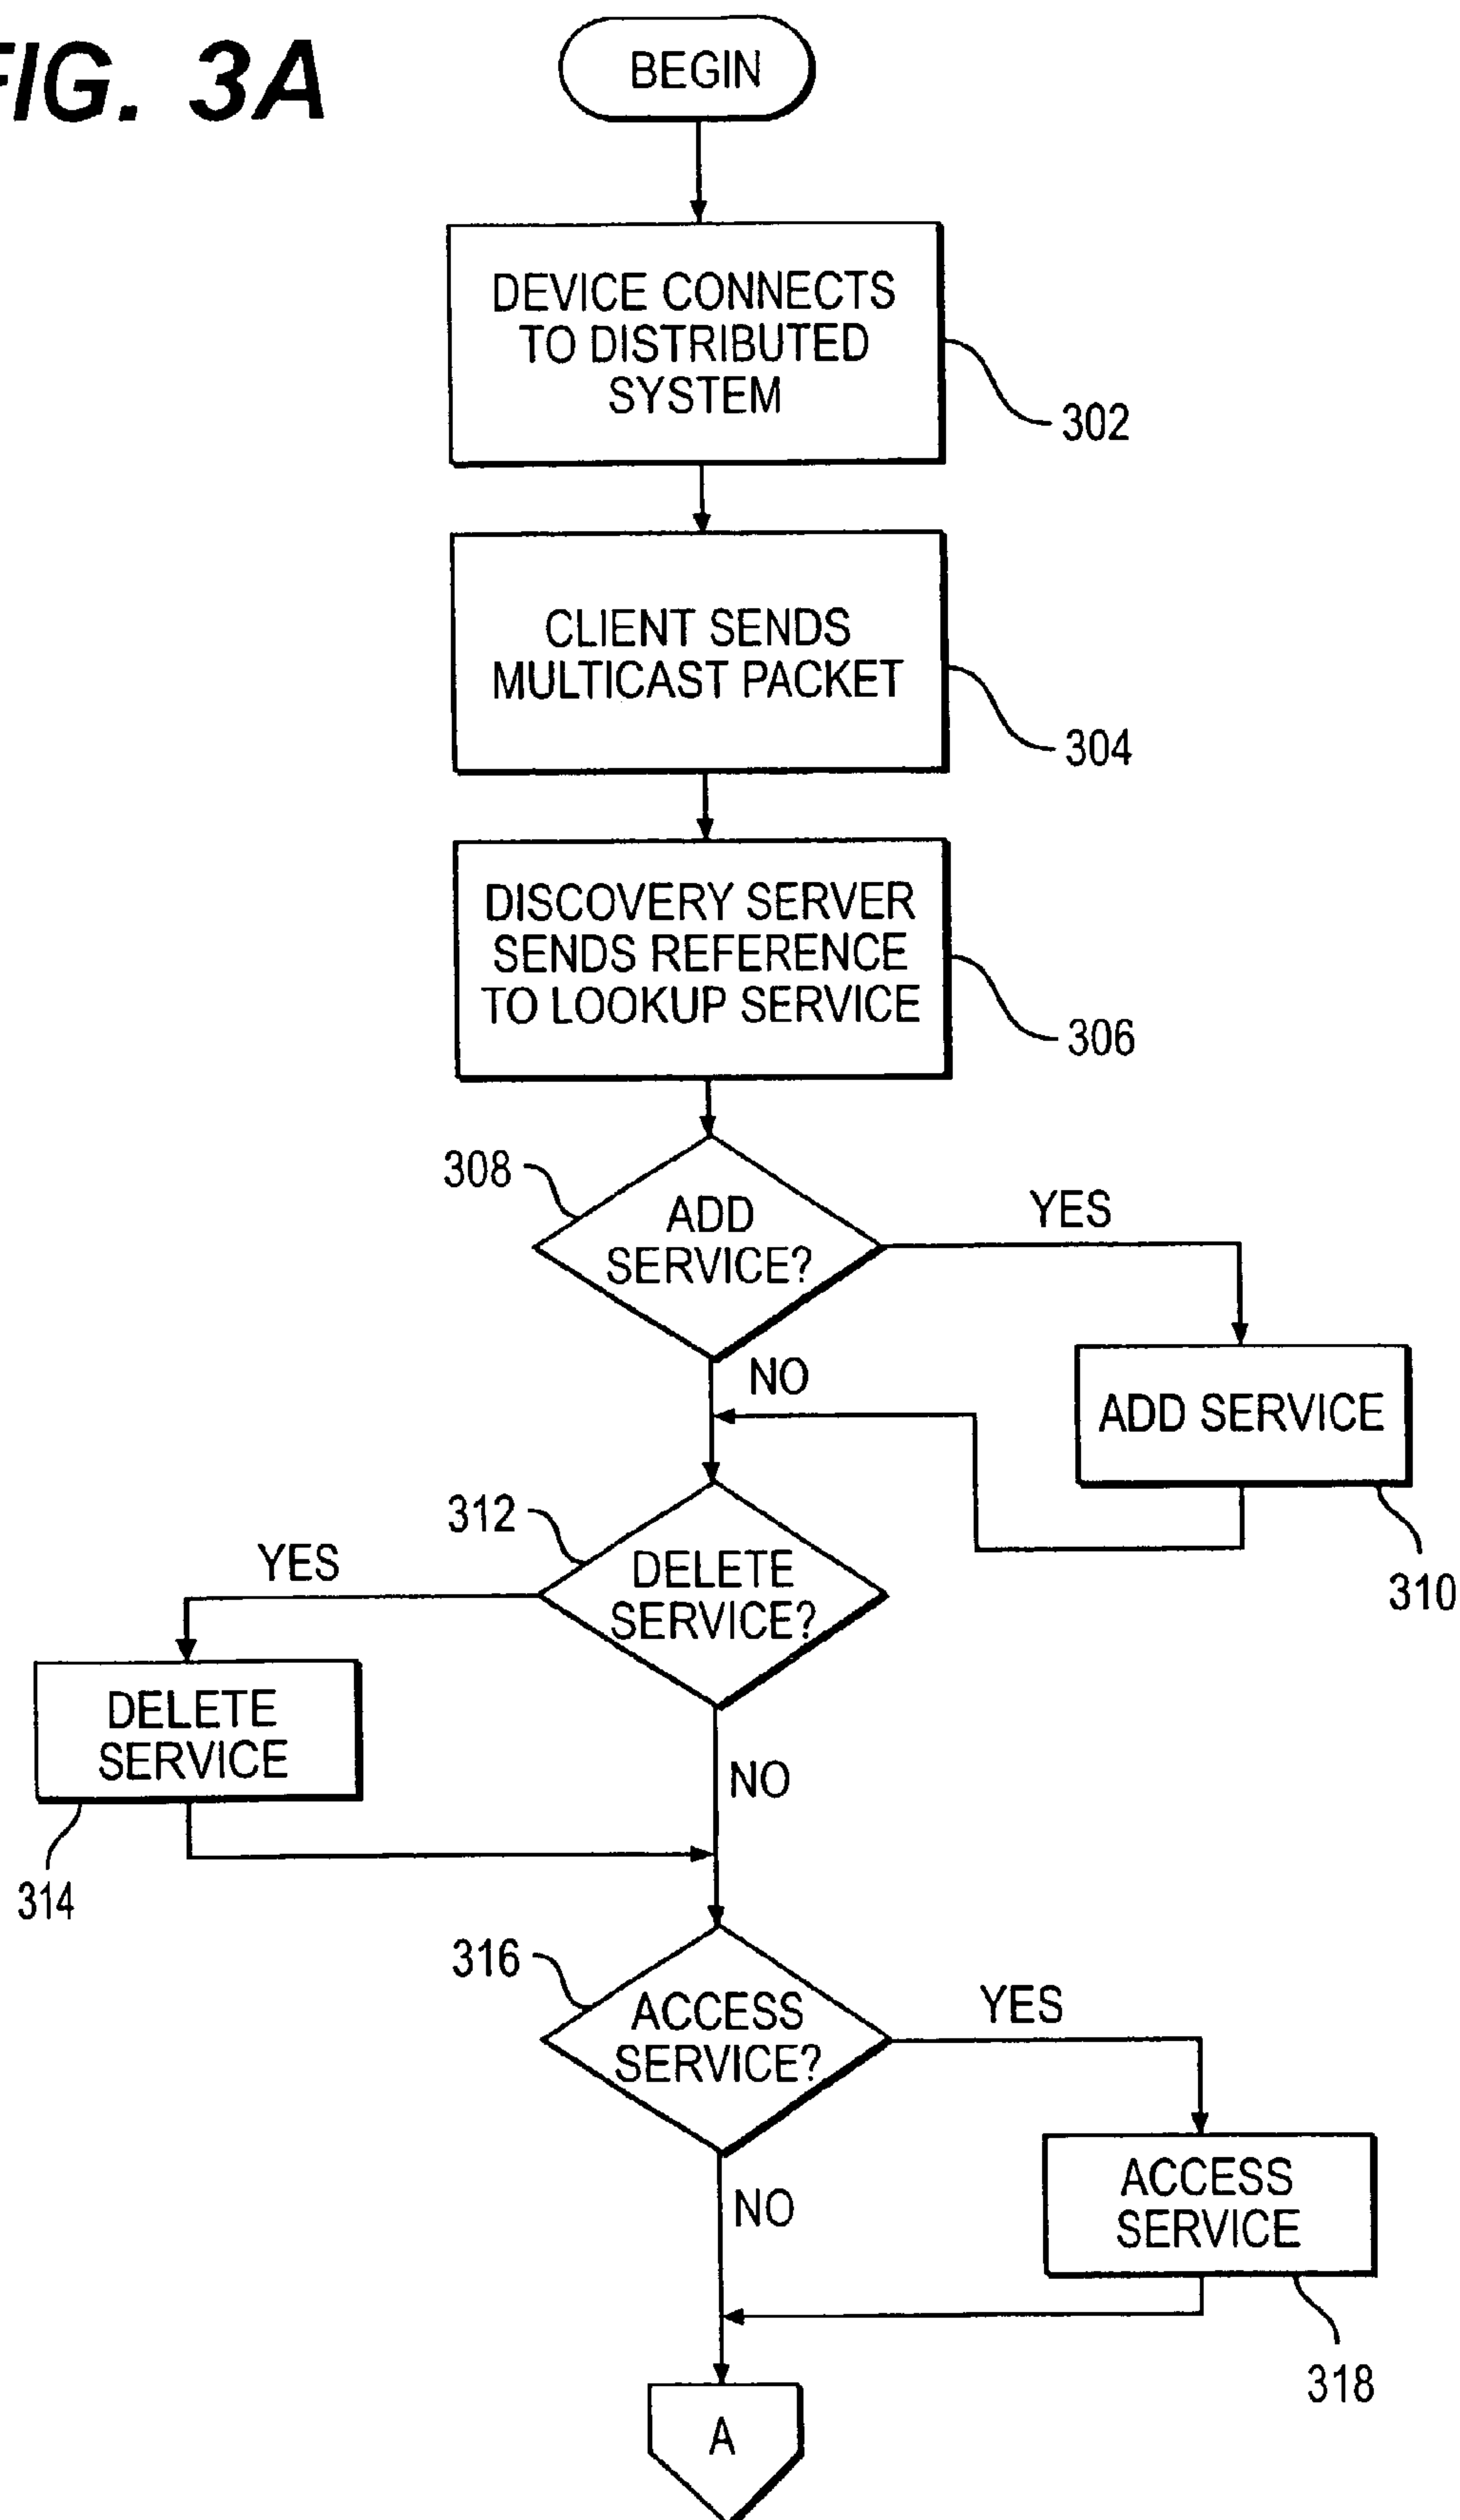 FIG. 3A
BEGIN
DEVICE CONNECTS
TO DISTRIBUTED
SYSTEM
302
CLIENT SENDS
MULTICAST PACKET
304
DISCOVERY SERVER
SENDS REFERENCE
TO LOOKUP SERVICE
306
308
ADD
SERVICE?
YES
NO
ADD SERVICE
310
312
DELETE
SERVICE?
YES
DELETE
SERVICE
NO
314
316
ACCESS
SERVICE?
YES
ACCESS
SERVICE
NO
318
A